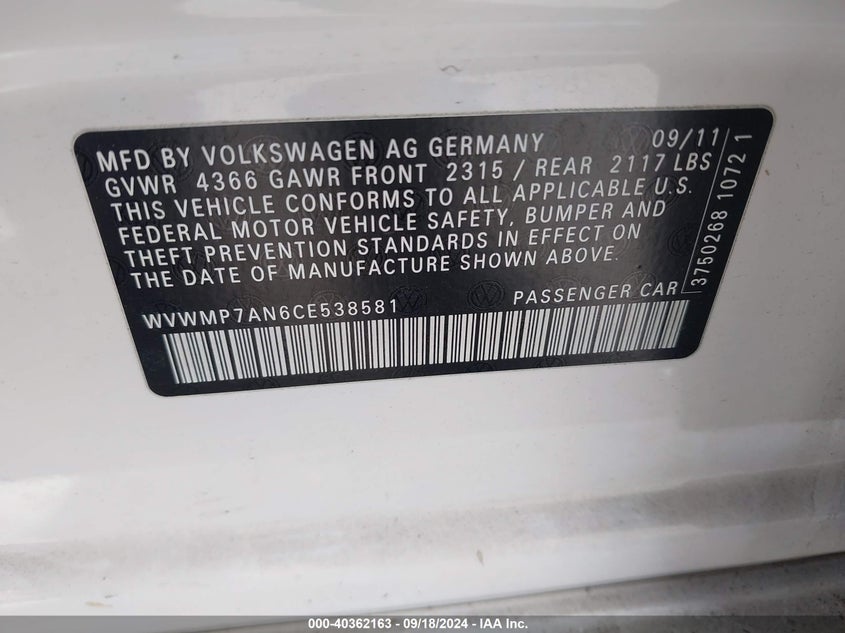 MFD BY VOLKSWAGEN AG GERMANY 09/11
GVWR 4366 GAWR FRONT 2315 / REAR 2117 LBS
THIS VEHICLE CONFORMS TO ALL APPLICABLE U.S.
FEDERAL MOTOR VEHICLE SAFETY, BUMPER AND
THEFT PREVENTION STANDARDS IN EFFECT ON
THE DATE OF MANUFACTURE SHOWN ABOVE.
WVWMP7AN6CE538581 PASSENGER CAR
3750268 1072 1
000-40362163 - 09/18/2024 - IAA Inc.